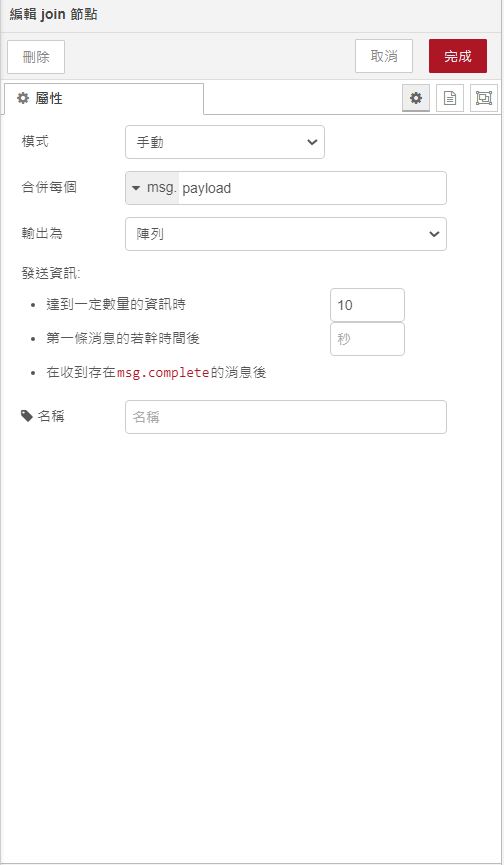 編輯 join 節點
刪除
取消
完成
屬性
模式
手動
合併每個
msg. payload
輸出為
陣列
發送資訊:
達到一定數量的資訊時
10
第一條消息的若幹時間後
秒
在收到存在msg.complete的消息後
名稱
名稱